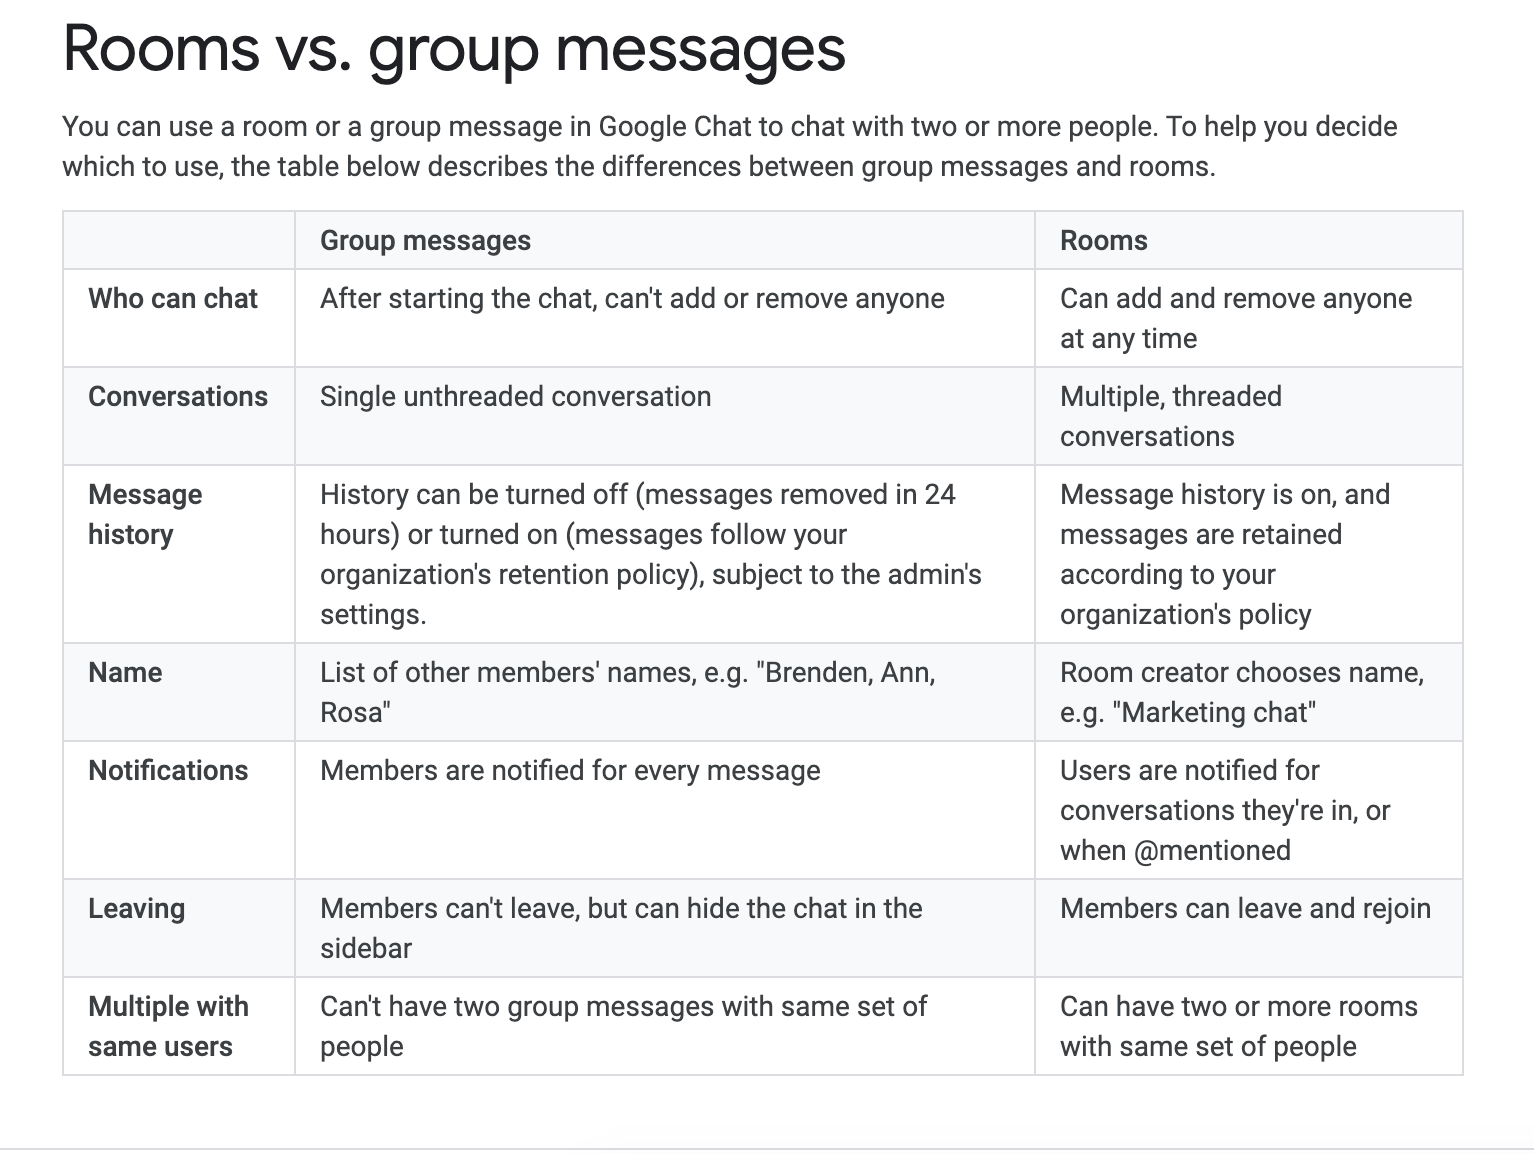 Rooms vs. group messages
You can use a room or a group message in Google Chat to chat with two or more people. To help you decide
which to use, the table below describes the differences between group messages and rooms.
Group messages
Rooms
Who can chat
After starting the chat, can't add or remove anyone
Can add and remove anyone
at any time
Conversations
Single unthreaded conversation
Multiple, threaded
conversations
Message
history
History can be turned off (messages removed in 24
hours) or turned on (messages follow your
organization's retention policy), subject to the admin's
settings.
Message history is on, and
messages are retained
according to your
organization's policy
Name
List of other members' names, e.g. "Brenden, Ann,
Rosa"
Room creator chooses name,
e.g. "Marketing chat"
Notifications
Members are notified for every message
Users are notified for
conversations they're in, or
when @mentioned
Leaving
Members can't leave, but can hide the chat in the
sidebar
Members can leave and rejoin
Multiple with
same users
Can't have two group messages with same set of
people
Can have two or more rooms
with same set of people